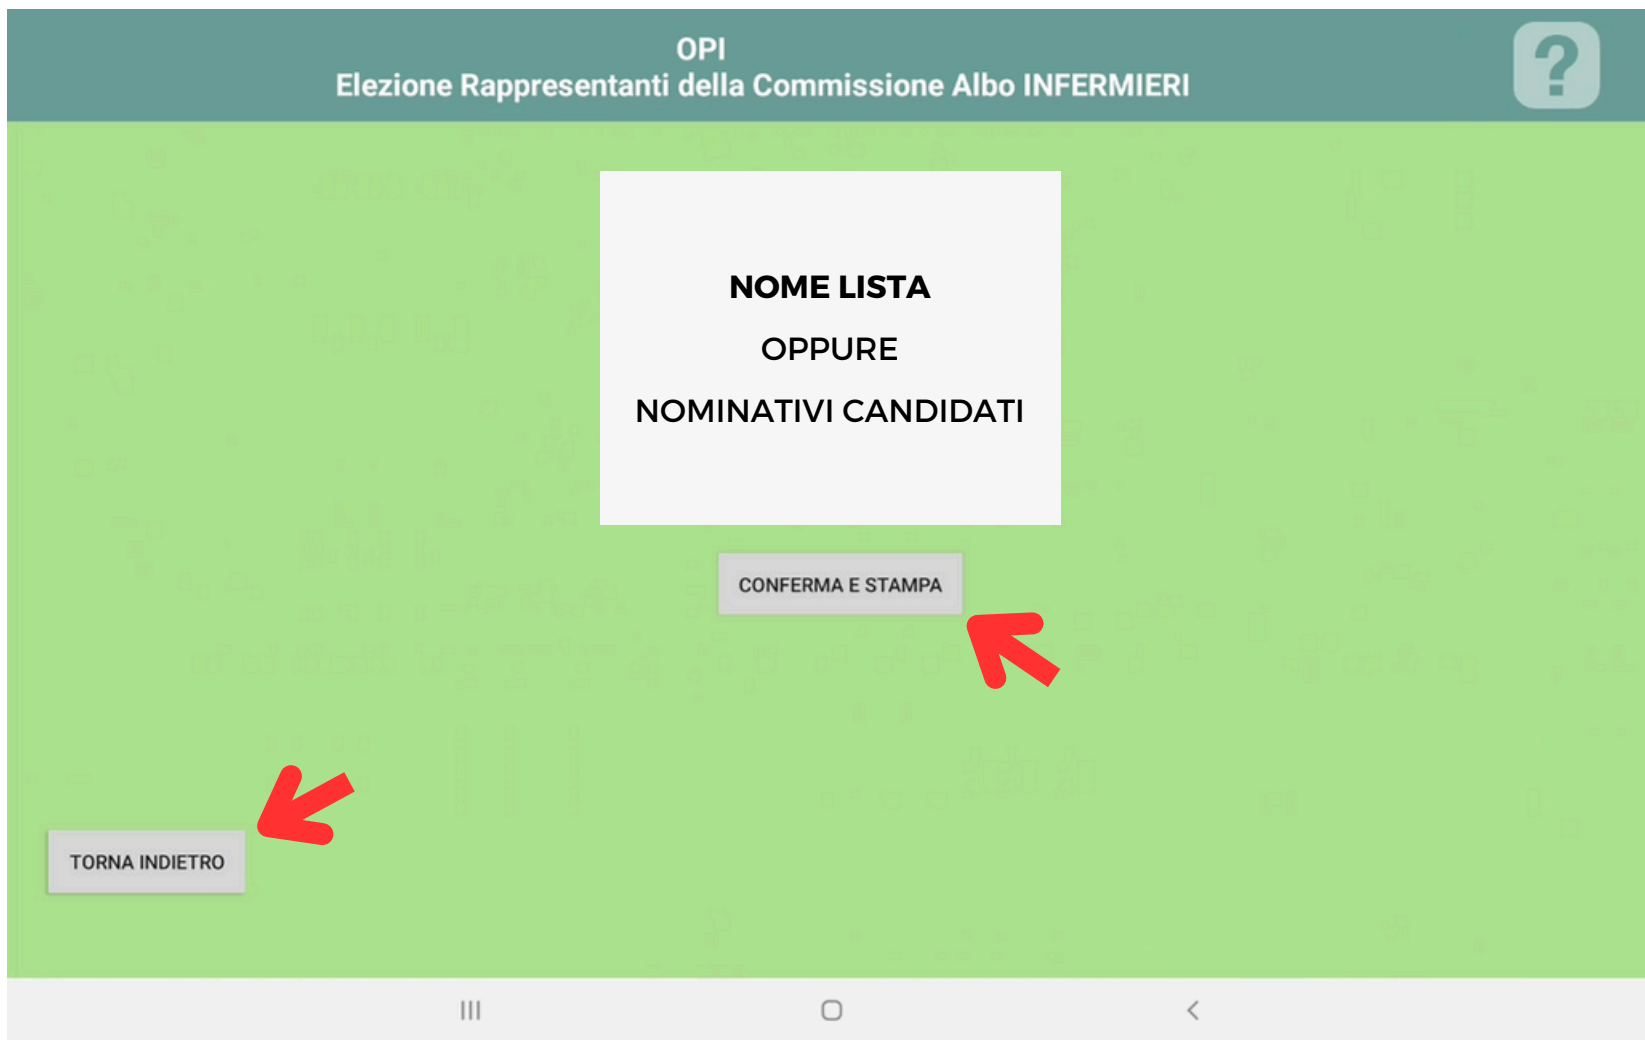 OPI
Elezione Rappresentanti della Commissione Albo INFERMIERI
?
NOME LISTA
OPPURE
NOMINATIVI CANDIDATI
CONFERMA E STAMPA
TORNA INDIETRO